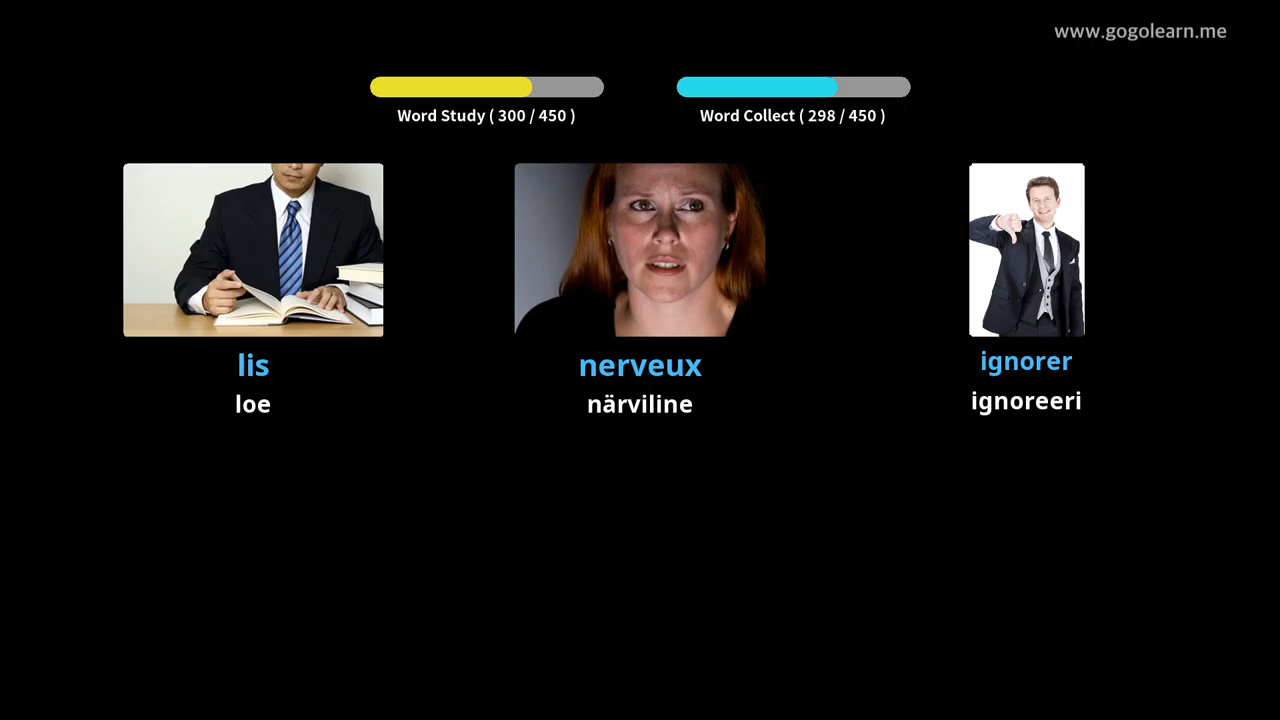 www.gogolearn.me
Word Study ( 300 / 450 )
Word Collect ( 298 / 450 )
lis
loe
nerveux
närviline
ignorer
ignoreeri